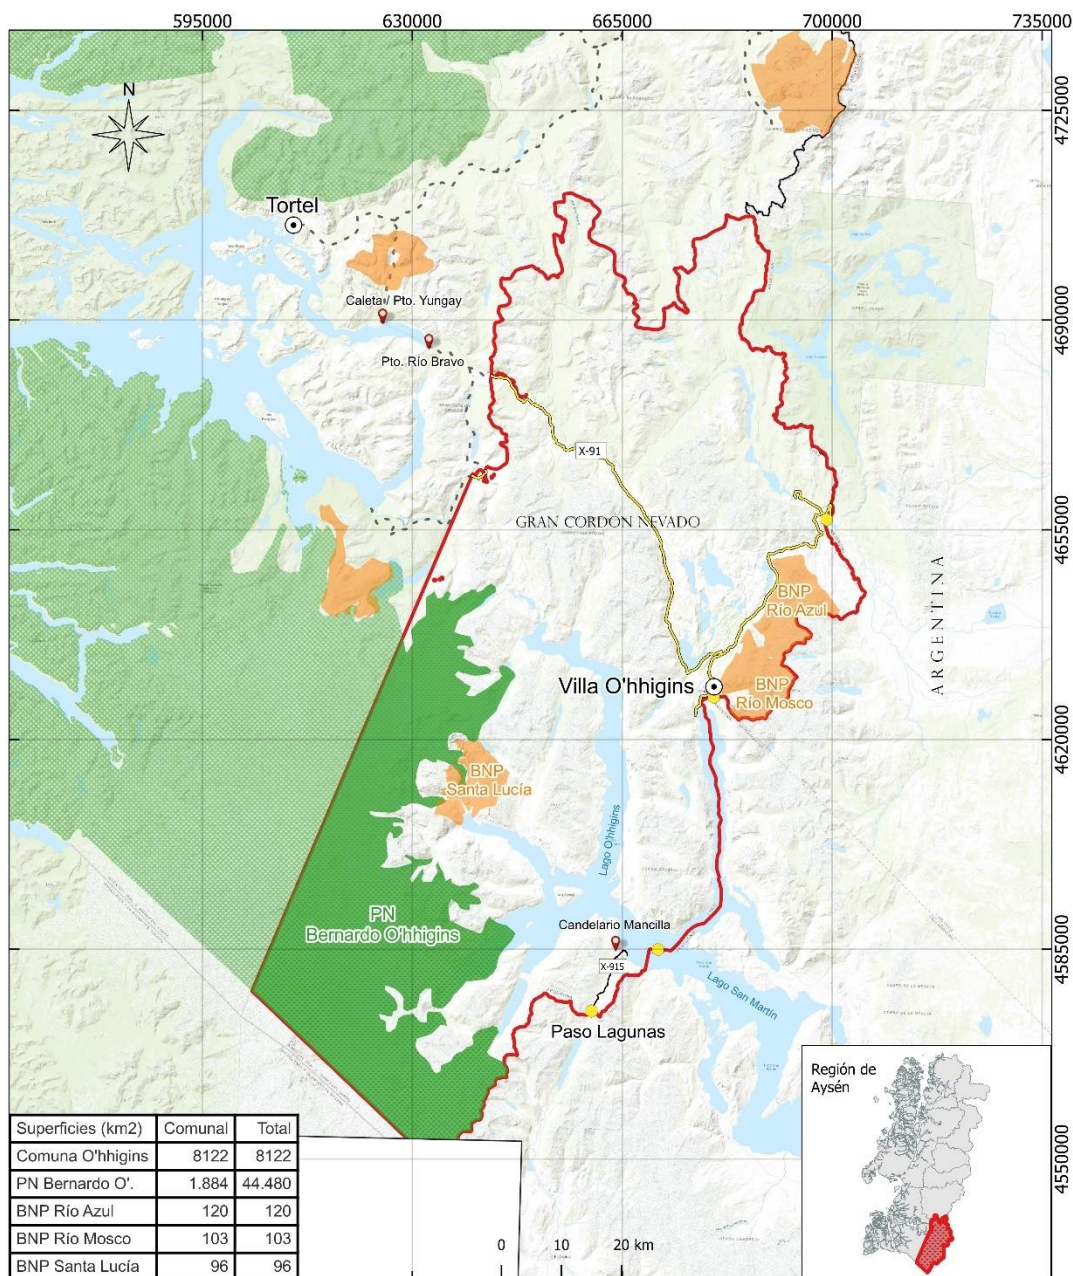 595000 630000 665000 700000 735000
4725000
N
Tortel
Caleta / Pto. Yungay
4690000
Pto. Río Bravo
X-91
GRAN CORDÓN NEVADO
4655000
ARGENTINA
BNP
Río Azul
Villa O'hhigins
BNP
Río Mosco
4620000
BNP
Santa Lucía
Lago O'hhigins
PN
Bernardo O'hhigins
Candelario Mancilla
4585000
X-915
Lago San Martín
Paso Lagunas
Región de
Aysén
Superficies (km2) Comunal Total
Comuna O'hhigins 8122 8122
PN Bernardo O'. 1.884 44.480
BNP Río Azul 120 120
BNP Río Mosco 103 103
BNP Santa Lucía 96 96
4550000
0 10 20 km